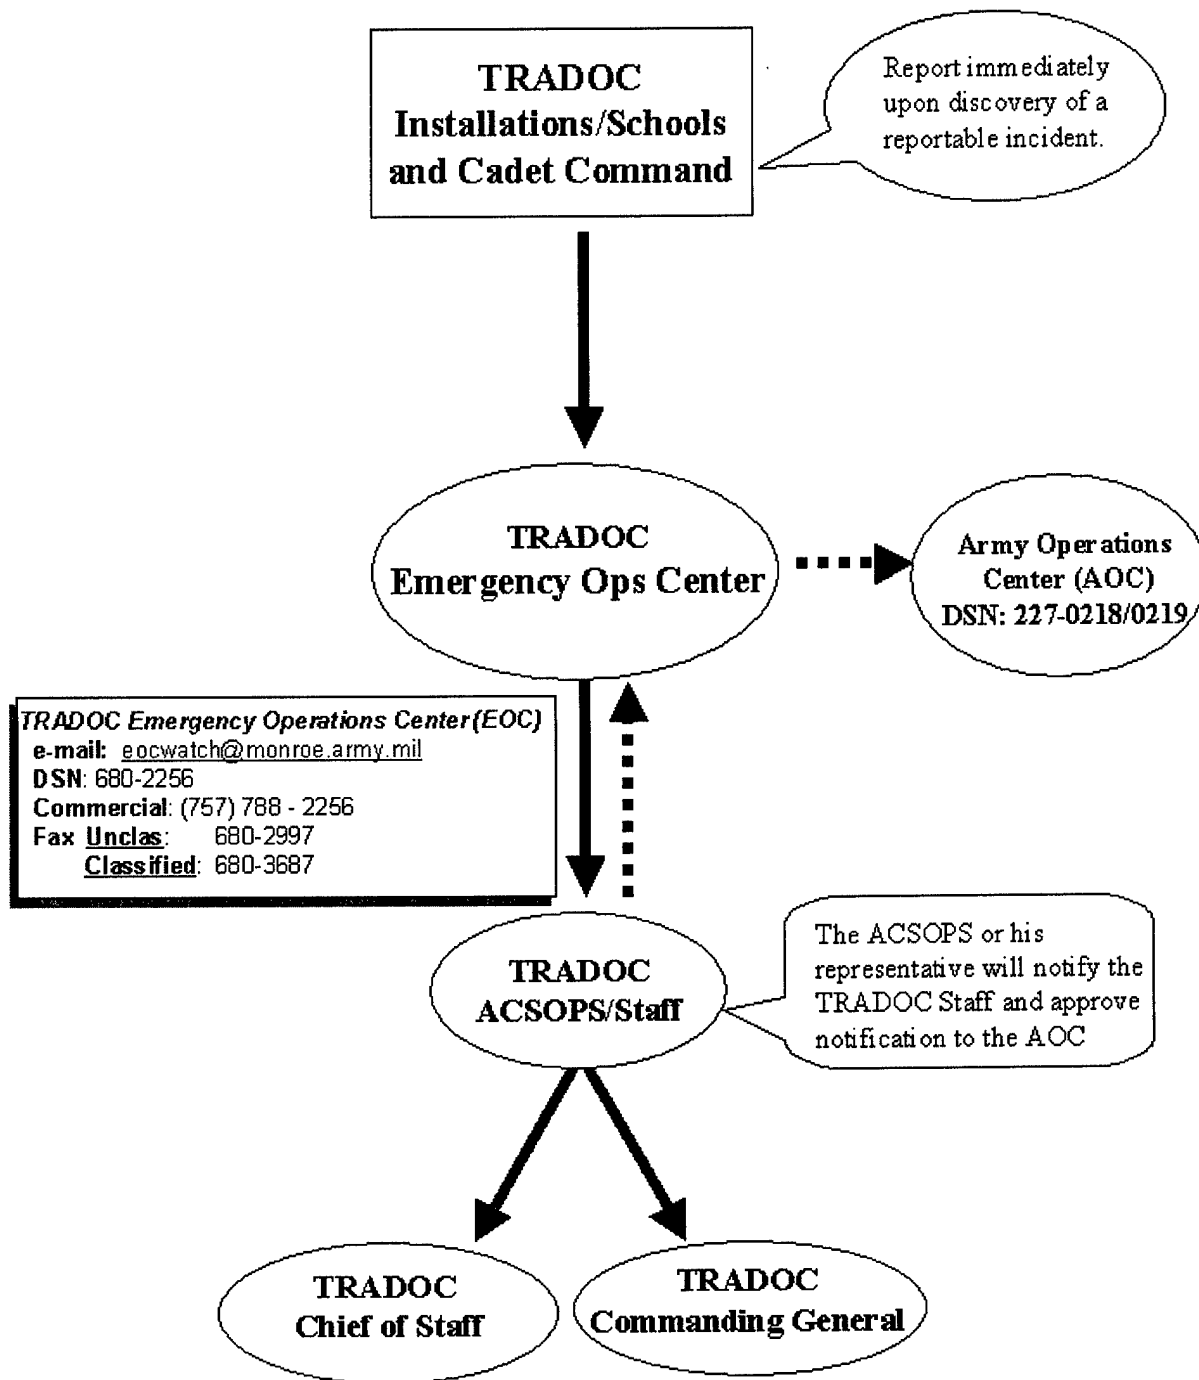 TRADOC
Installations/Schools
and Cadet Command
Report immediately
upon discovery of a
reportable incident.
TRADOC
Emergency Ops Center
Army Operations
Center (AOC)
DSN: 227-0218/0219
TRADOC Emergency Operations Center(EOC)
e-mail: eocwatch@monroe.army.mil
DSN: 680-2256
Commercial: (757) 788 - 2256
Fax Unclas: 680-2997
Classified: 680-3687
TRADOC
ACSOPS/Staff
The ACSOPS or his
representative will notify the
TRADOC Staff and approve
notification to the AOC
TRADOC
Chief of Staff
TRADOC
Commanding General